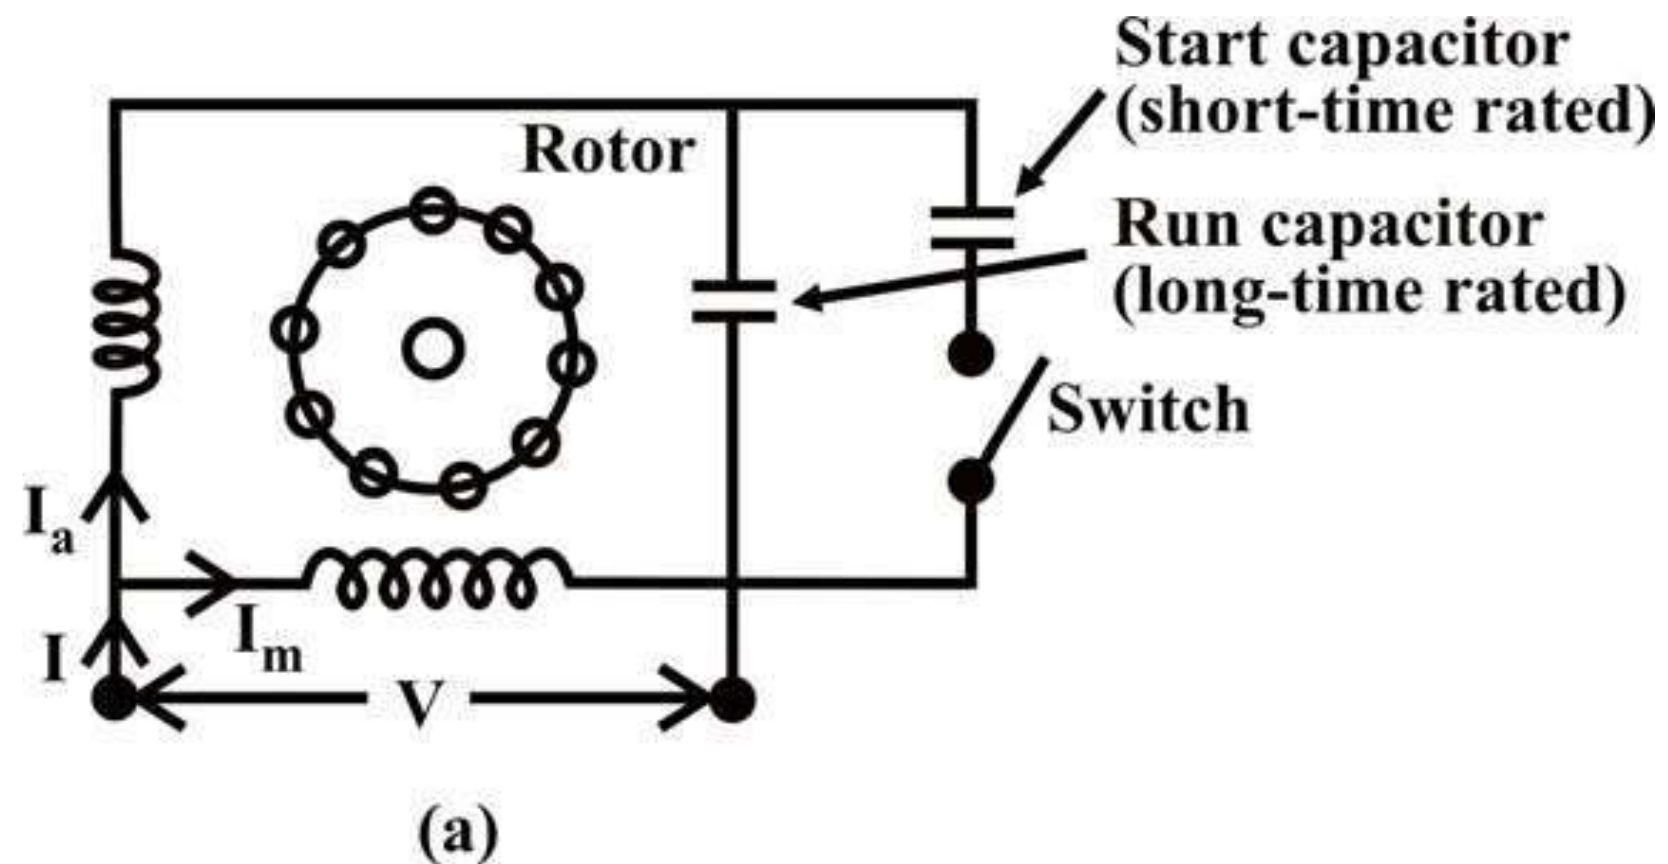 Start capacitor
(short-time rated)
Rotor
Run capacitor
(long-time rated)
Switch
Ia
Im
I
V
(a)